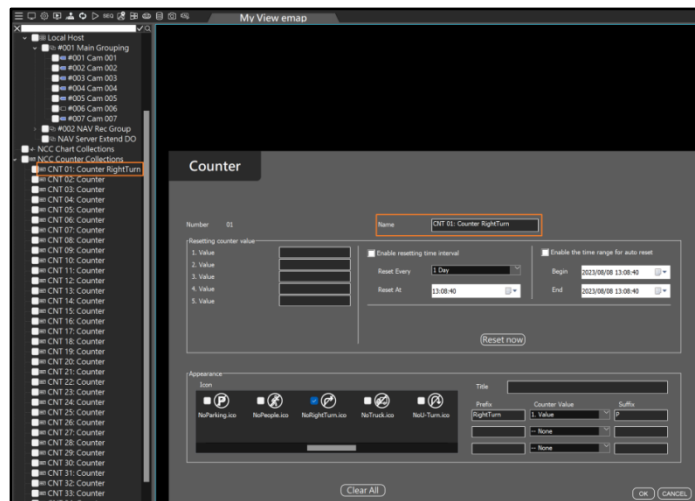 SEQ
My View emap
Local Host
#001 Main Grouping
#001 Cam 001
#002 Cam 002
#003 Cam 003
#004 Cam 004
#005 Cam 005
#006 Cam 006
#007 Cam 007
#002 NAV Rec Group
NAV Server Extend DO
NCC Chart Collections
NCC Counter Collections
CNT 01: Counter RightTurn
CNT 02: Counter
CNT 03: Counter
CNT 04: Counter
CNT 05: Counter
CNT 06: Counter
CNT 07: Counter
CNT 08: Counter
CNT 09: Counter
CNT 10: Counter
CNT 11: Counter
CNT 12: Counter
CNT 13: Counter
CNT 14: Counter
CNT 15: Counter
CNT 16: Counter
CNT 17: Counter
CNT 18: Counter
CNT 19: Counter
CNT 20: Counter
CNT 21: Counter
CNT 22: Counter
CNT 23: Counter
CNT 24: Counter
CNT 25: Counter
CNT 26: Counter
CNT 27: Counter
CNT 28: Counter
CNT 29: Counter
CNT 30: Counter
CNT 31: Counter
CNT 32: Counter
CNT 33: Counter
Counter
Number 01
Name CNT 01: Counter RightTurn
Resetting counter value
1. Value
2. Value
3. Value
4. Value
5. Value
Enable resetting time interval
Reset Every 1 Day
Reset At 13:08:40
Enable the time range for auto reset
Begin 2023/08/08 13:08:40
End 2023/08/08 13:08:40
Reset now
Appearance
Icon
NoParking.ico NoPeople.ico NoRightTurn.ico NoTruck.ico NoU-Turn.ico
Title
Prefix Counter Value Suffix
RightTurn 1. Value P
-- None
-- None
Clear All
OK CANCEL